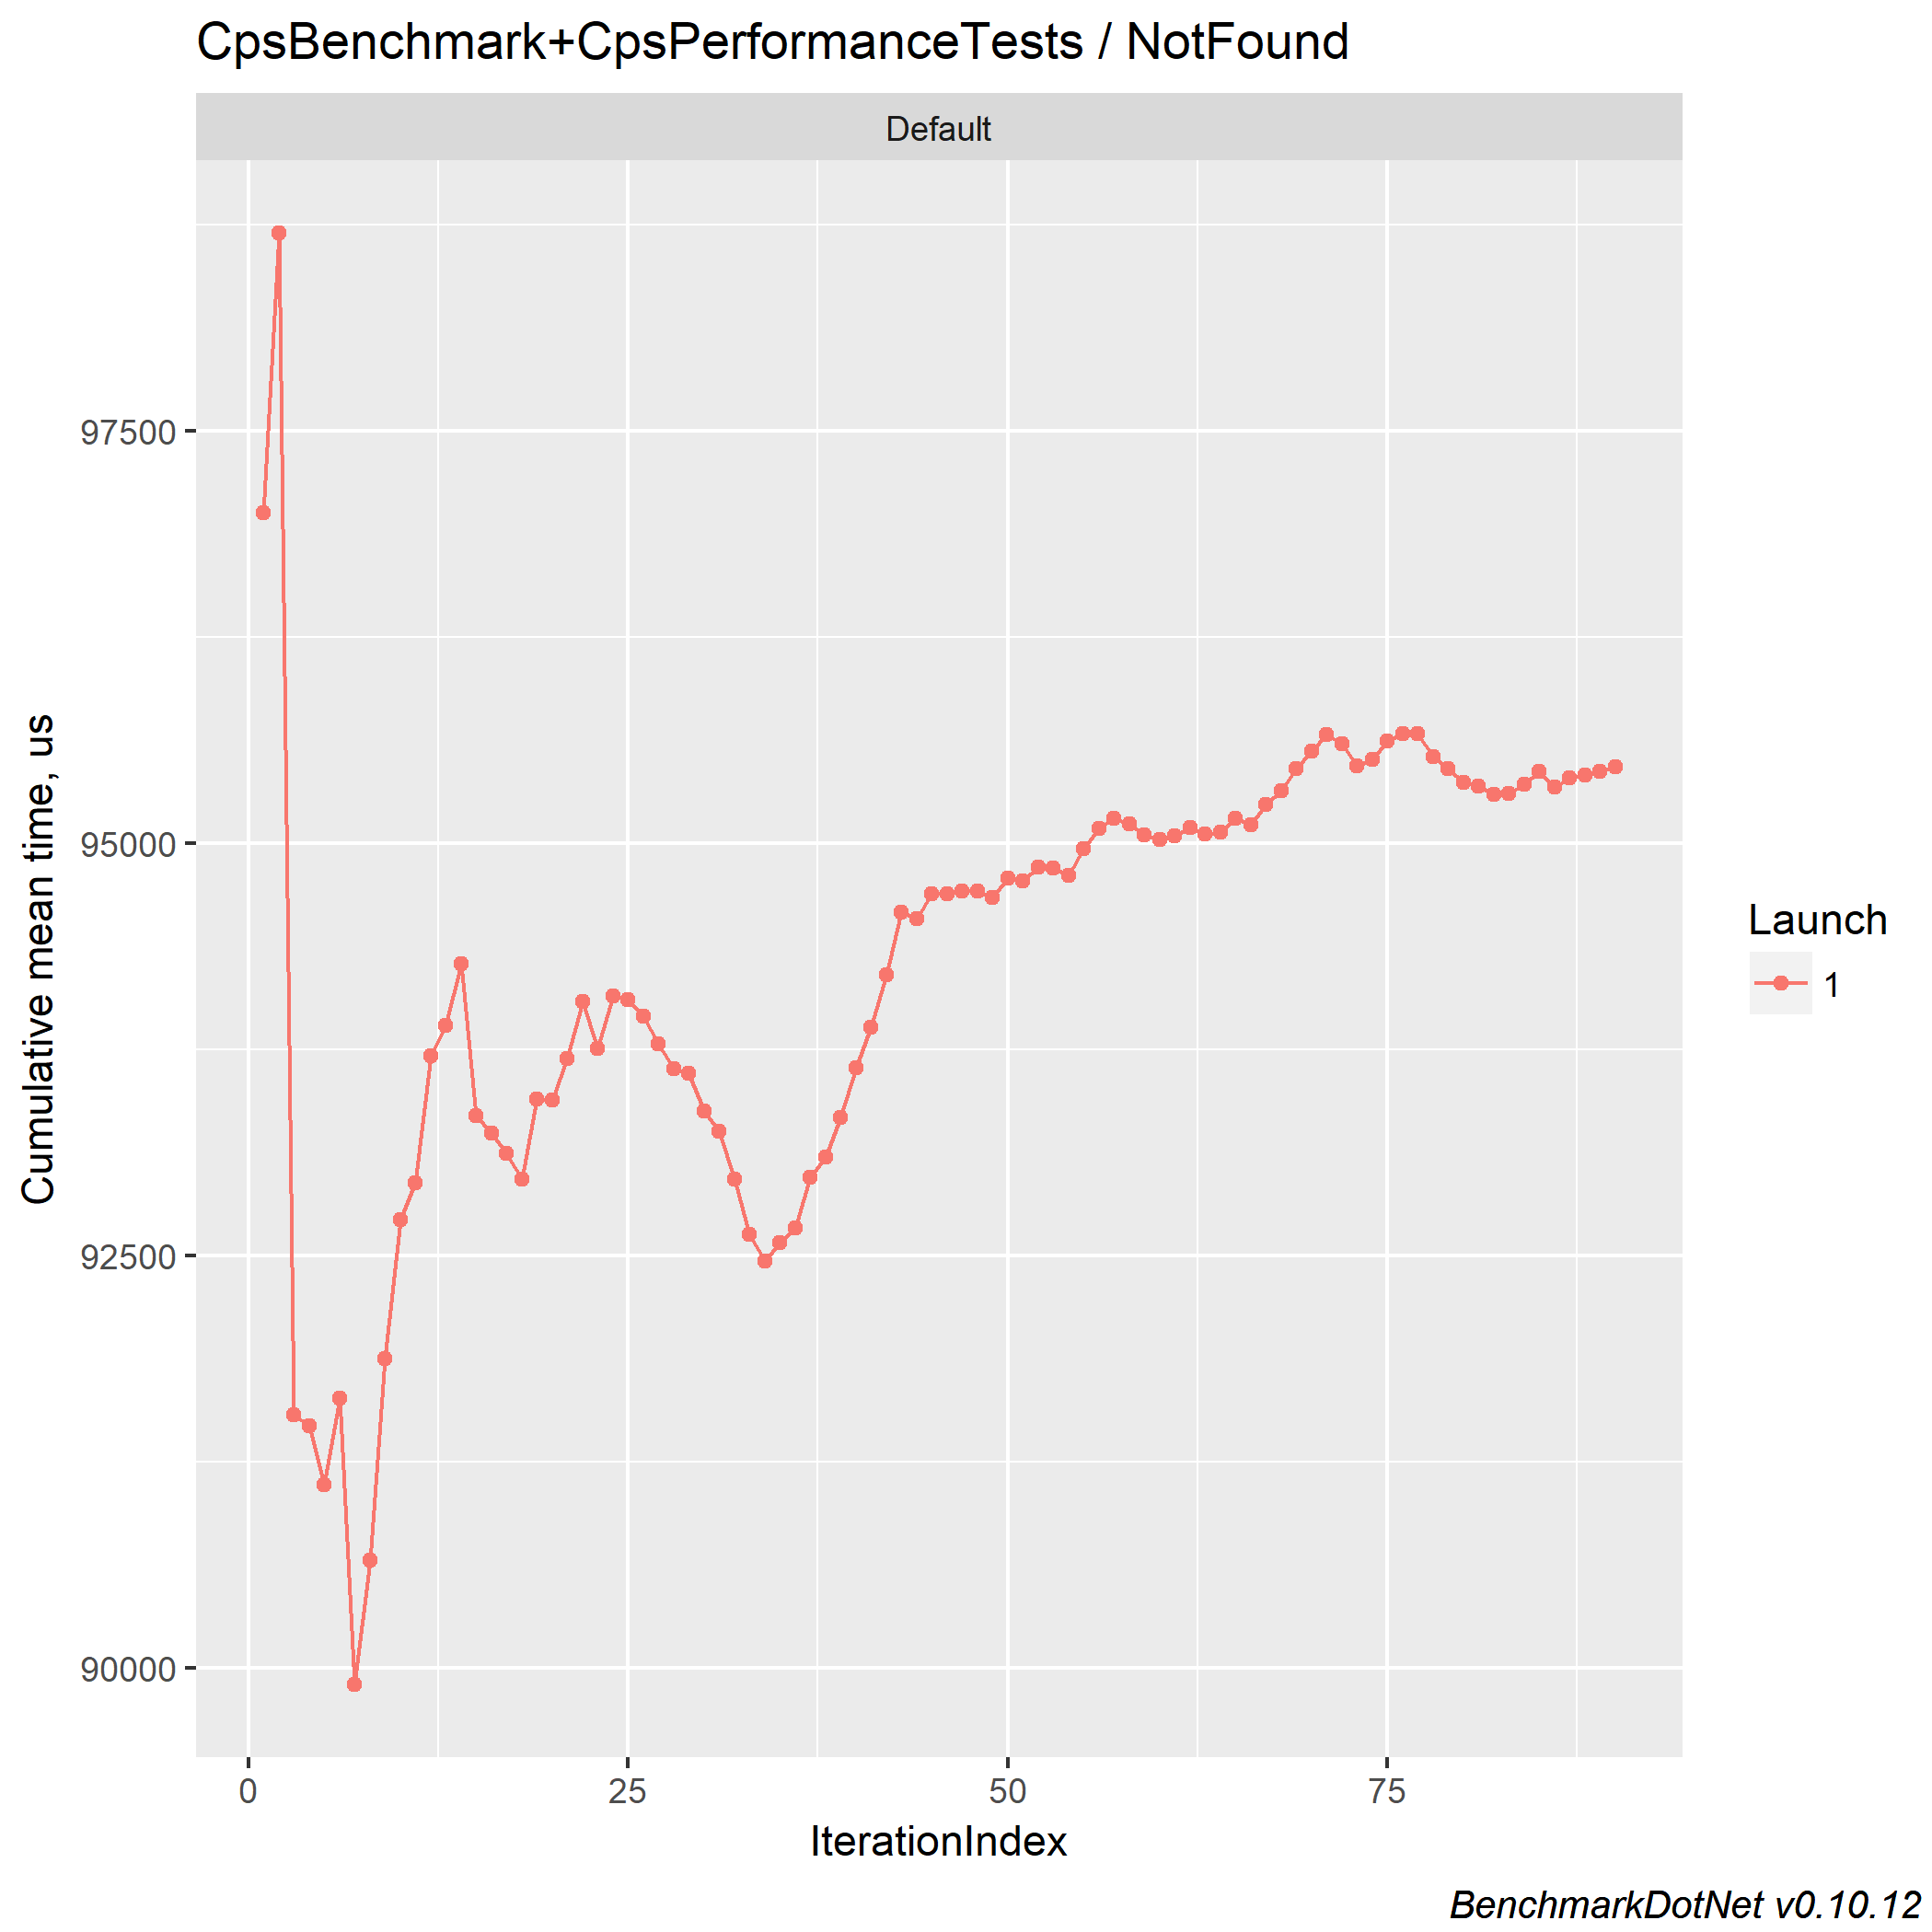 CpsBenchmark+CpsPerformanceTests / NotFound
Default
Cumulative mean time, us
97500
95000
92500
90000
0 25 50 75
IterationIndex
Launch
1
BenchmarkDotNet v0.10.12